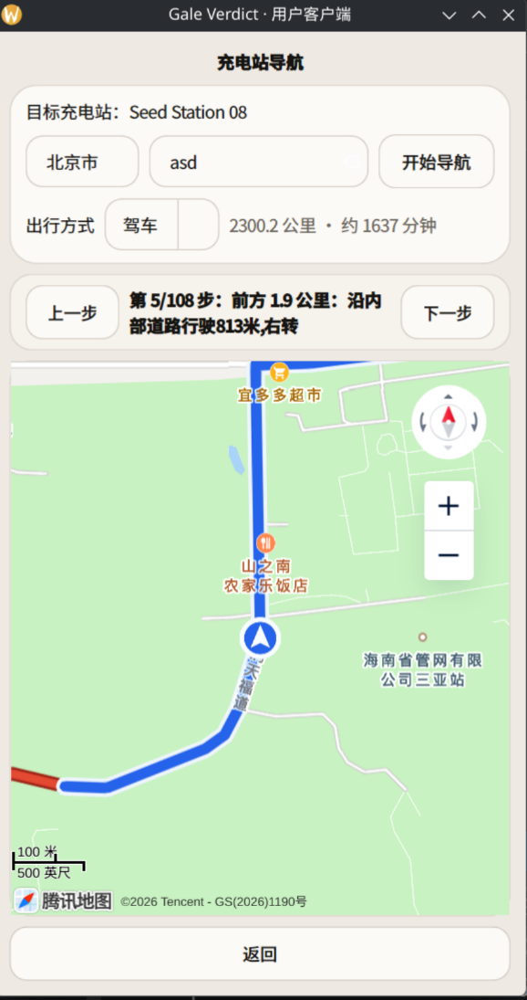 Gale Verdict · 用户客户端
充电站导航
目标充电站：Seed Station 08
北京市
asd
开始导航
出行方式
驾车
2300.2 公里 · 约 1637 分钟
上一步
第 5/108 步：前方 1.9 公里：沿内
部道路行驶813米,右转
下一步
宜多多超市
山之南
农家乐饭店
海南省管网有限
公司三亚站
天福道
100 米
500 英尺
腾讯地图
©2026 Tencent - GS(2026)1190号
返回